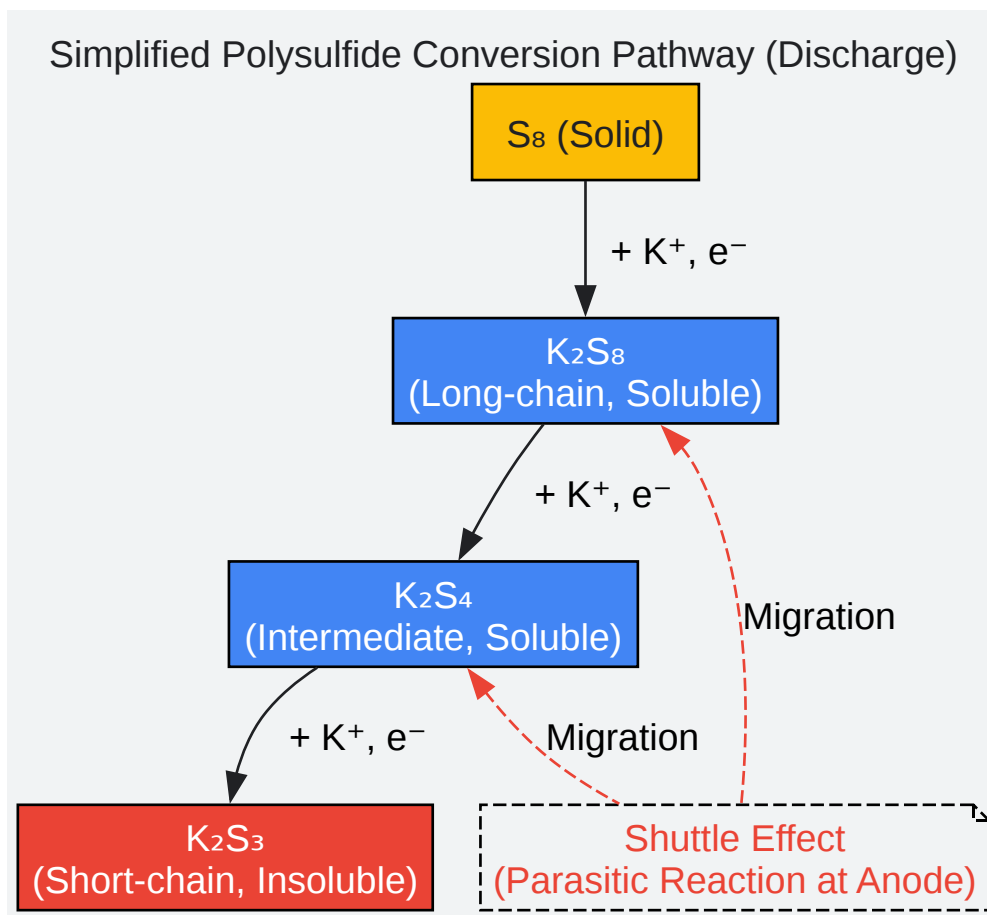 Simplified Polysulfide Conversion Pathway (Discharge)
S₈ (Solid)
+ K⁺, e⁻
K₂S₈
(Long-chain, Soluble)
+ K⁺, e⁻
K₂S₄
(Intermediate, Soluble)
Migration
+ K⁺, e⁻
Migration
K₂S₃
(Short-chain, Insoluble)
Shuttle Effect
(Parasitic Reaction at Anode)